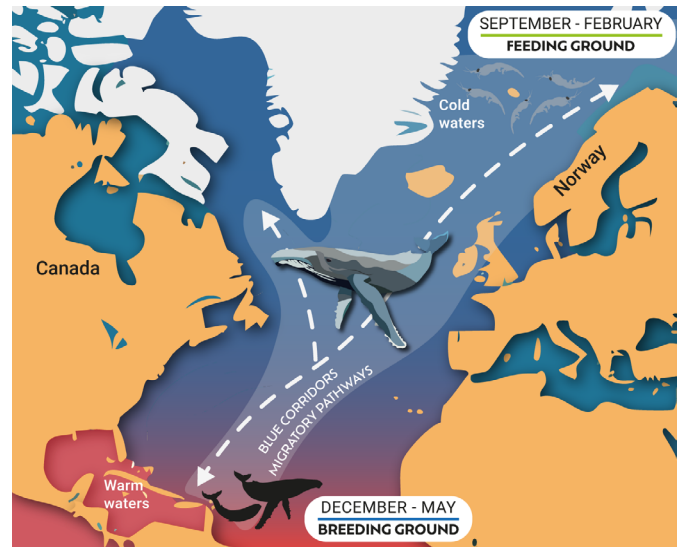 SEPTEMBER - FEBRUARY
FEEDING GROUND
Cold
waters
Norway
Canada
BLUE CORRIDORS
MIGRATORY PATHWAYS
Warm
waters
DECEMBER - MAY
BREEDING GROUND